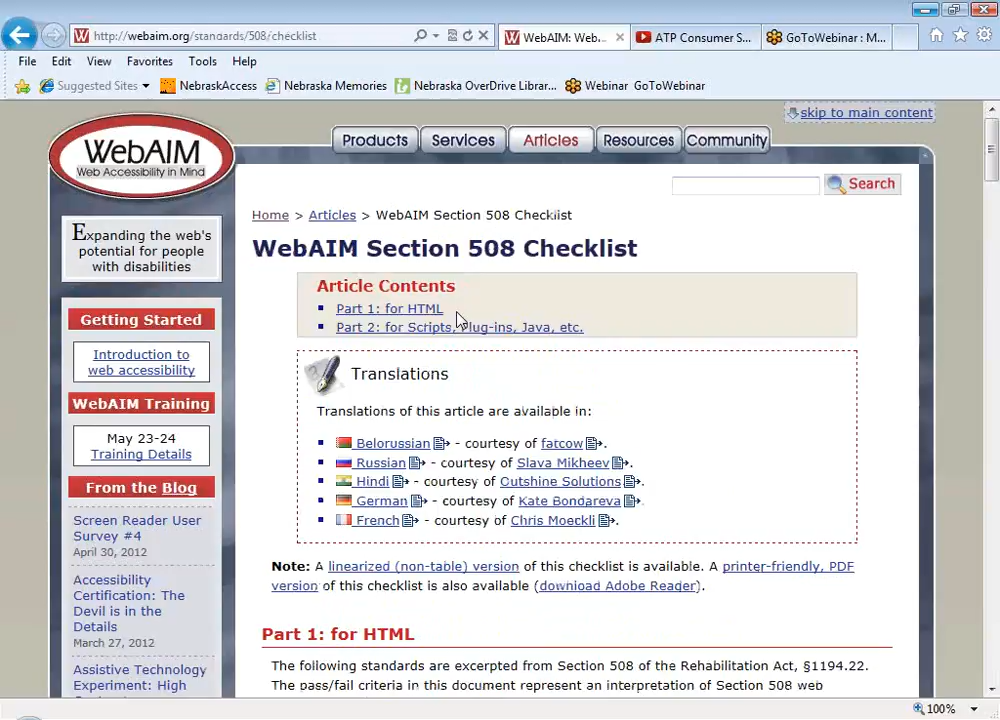 http://webaim.org/standards/508/checklist
WebAIM: Web...
ATP Consumer S...
GoToWebinar : M...
File Edit View Favorites Tools Help
Suggested Sites
NebraskAccess
Nebraska Memories
Nebraska OverDrive Librar...
Webinar GoToWebinar
skip to main content
WebAIM
Web Accessibility in Mind
Products Services Articles Resources Community
Search
Expanding the web's
potential for people
with disabilities
Getting Started
Introduction to
web accessibility
WebAIM Training
May 23-24
Training Details
From the Blog
Screen Reader User
Survey #4
April 30, 2012
Accessibility
Certification: The
Devil is in the
Details
March 27, 2012
Assistive Technology
Experiment: High
Home > Articles > WebAIM Section 508 Checklist
WebAIM Section 508 Checklist
Article Contents
Part 1: for HTML
Part 2: for Scripts, Plug-ins, Java, etc.
Translations
Translations of this article are available in:
Belorussian - courtesy of fatcow.
Russian - courtesy of Slava Mikheev.
Hindi - courtesy of Cutshine Solutions.
German - courtesy of Kate Bondareva.
French - courtesy of Chris Moeckli.
Note: A linearized (non-table) version of this checklist is available. A printer-friendly, PDF
version of this checklist is also available (download Adobe Reader).
Part 1: for HTML
The following standards are excerpted from Section 508 of the Rehabilitation Act, §1194.22.
The pass/fail criteria in this document represent an interpretation of Section 508 web
100%